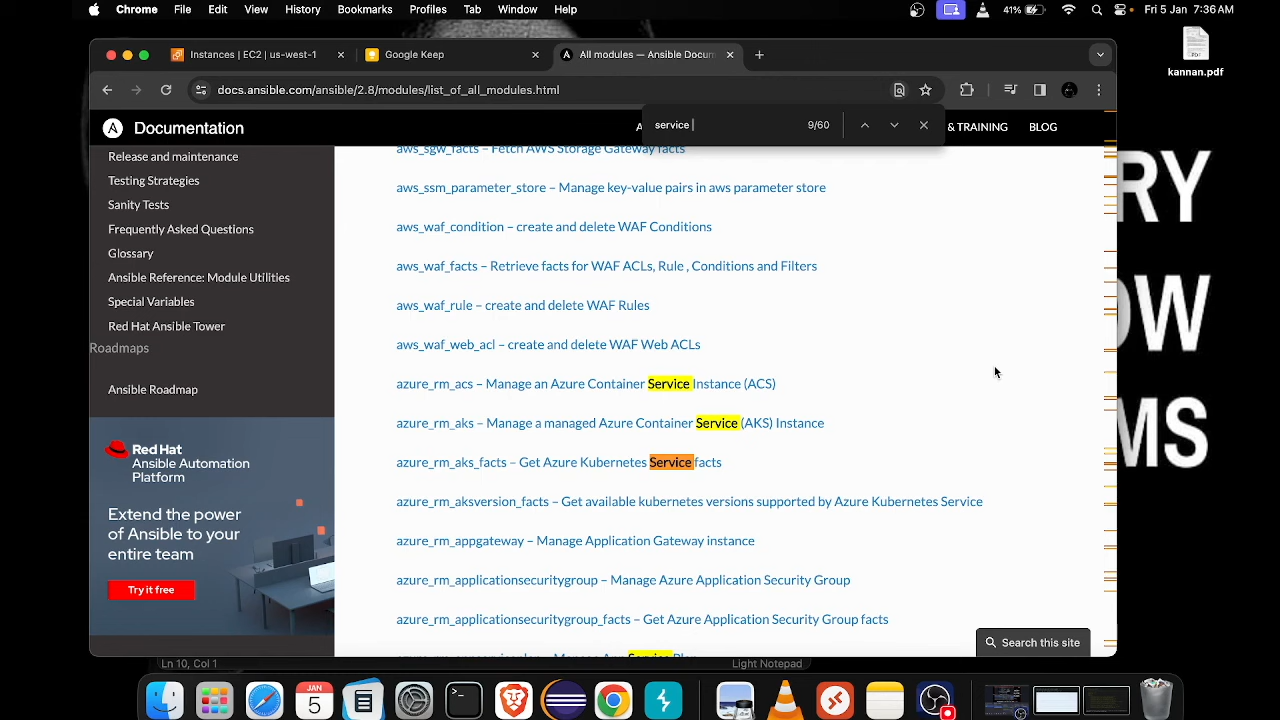 Chrome File Edit View History Bookmarks Profiles Tab Window Help 41% Fri 5 Jan 7:36 AM
kannan.pdf
Instances | EC2 | us-west-1
Google Keep
All modules — Ansible Docum
docs.ansible.com/ansible/2.8/modules/list_of_all_modules.html
Documentation
service
9/60
& TRAINING BLOG
Release and maintenance
Testing Strategies
Sanity Tests
Frequently Asked Questions
Glossary
Ansible Reference: Module Utilities
Special Variables
Red Hat Ansible Tower
Roadmaps
Ansible Roadmap
Red Hat
Ansible Automation
Platform
Extend the power
of Ansible to your
entire team
Try it free
aws_sgw_facts – Fetch AWS Storage Gateway facts
aws_ssm_parameter_store – Manage key-value pairs in aws parameter store
aws_waf_condition – create and delete WAF Conditions
aws_waf_facts – Retrieve facts for WAF ACLs, Rule , Conditions and Filters
aws_waf_rule – create and delete WAF Rules
aws_waf_web_acl – create and delete WAF Web ACLs
azure_rm_acs – Manage an Azure Container Service Instance (ACS)
azure_rm_aks – Manage a managed Azure Container Service (AKS) Instance
azure_rm_aks_facts – Get Azure Kubernetes Service facts
azure_rm_aksversion_facts – Get available kubernetes versions supported by Azure Kubernetes Service
azure_rm_appgateway – Manage Application Gateway instance
azure_rm_applicationsecuritygroup – Manage Azure Application Security Group
azure_rm_applicationsecuritygroup_facts – Get Azure Application Security Group facts
Search this site
RY
OW
MS
Ln 10, Col 1
Light Notepad
JAN
5